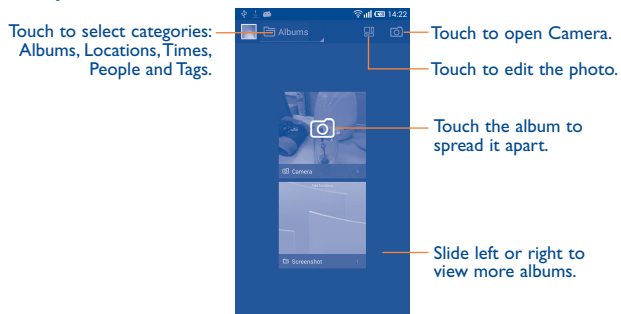 Touch to select categories:
Albums, Locations, Times,
People and Tags.
14:22
Albums
Touch to open Camera.
Touch to edit the photo.
Touch the album to
spread it apart.
Camera
Screenshot
Slide left or right to
view more albums.